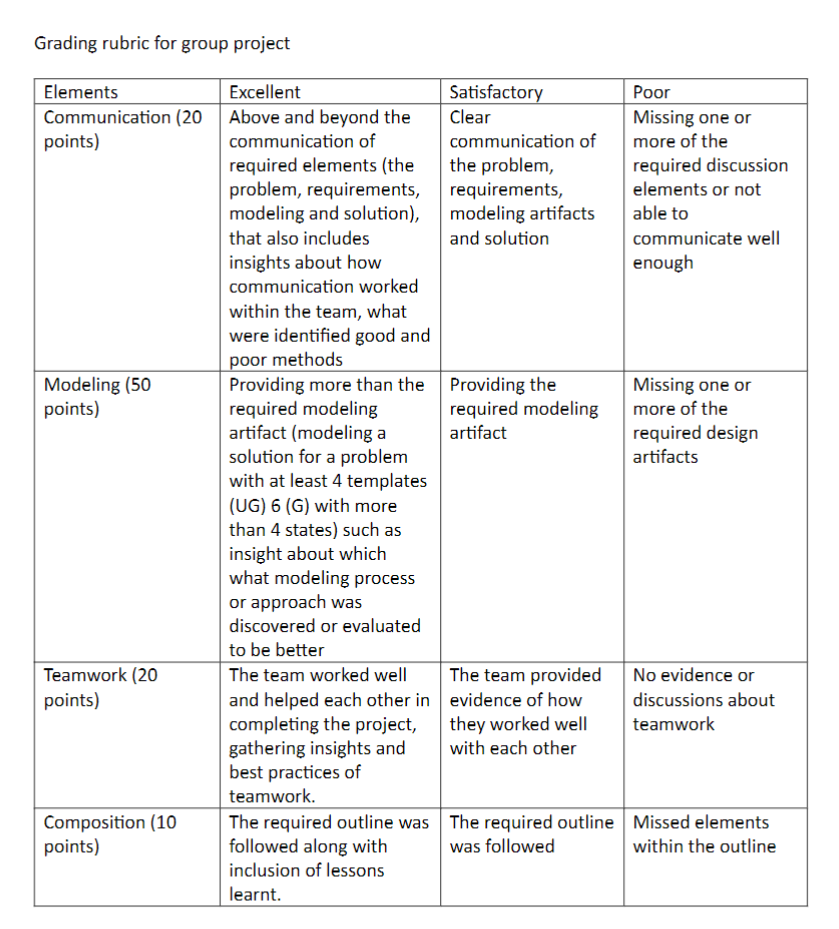 Grading rubric for group project
Elements
Excellent
Satisfactory
Poor
Communication (20
points)
Above and beyond the
communication of
required elements (the
problem, requirements,
modeling and solution),
that also includes
insights about how
communication worked
within the team, what
were identified good and
poor methods
Clear
communication of
the problem,
requirements,
modeling artifacts
and solution
Missing one or
more of the
required discussion
elements or not
able to
communicate well
enough
Modeling (50
points)
Providing more than the
required modeling
artifact (modeling a
solution for a problem
with at least 4 templates
(UG) 6 (G) with more
than 4 states) such as
insight about which
what modeling process
or approach was
discovered or evaluated
to be better
Providing the
required modeling
artifact
Missing one or
more of the
required design
artifacts
Teamwork (20
points)
The team worked well
and helped each other in
completing the project,
gathering insights and
best practices of
teamwork.
The team provided
evidence of how
they worked well
with each other
No evidence or
discussions about
teamwork
Composition (10
points)
The required outline was
followed along with
inclusion of lessons
learnt.
The required outline
was followed
Missed elements
within the outline